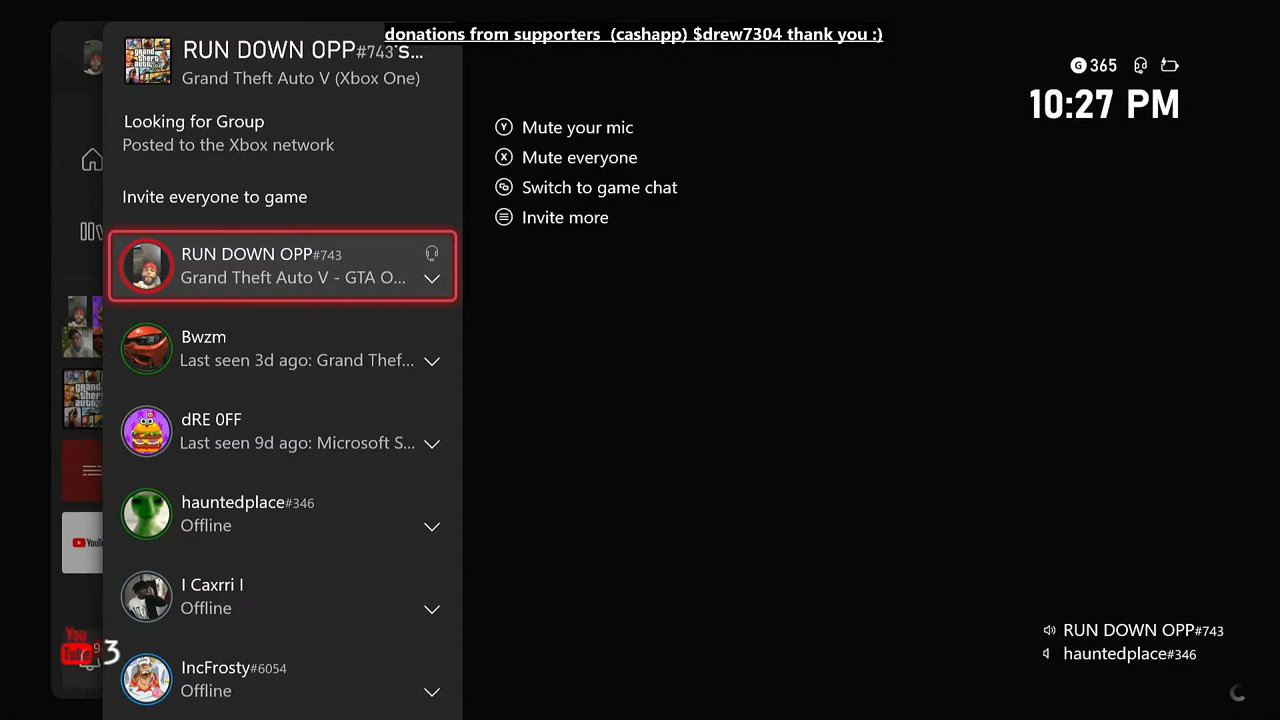 donations from supporters (cashapp) $drew7304 thank you :)
RUN DOWN OPP#743's...
Grand Theft Auto V (Xbox One)
G 365
10:27 PM
Looking for Group
Posted to the Xbox network
Invite everyone to game
RUN DOWN OPP#743
Grand Theft Auto V - GTA O...
Bwzm
Last seen 3d ago: Grand Thef...
dRE 0FF
Last seen 9d ago: Microsoft S...
hauntedplace#346
Offline
I Caxrri I
Offline
IncFrosty#6054
Offline
Y Mute your mic
X Mute everyone
Switch to game chat
Invite more
YouTube
3
RUN DOWN OPP#743
hauntedplace#346